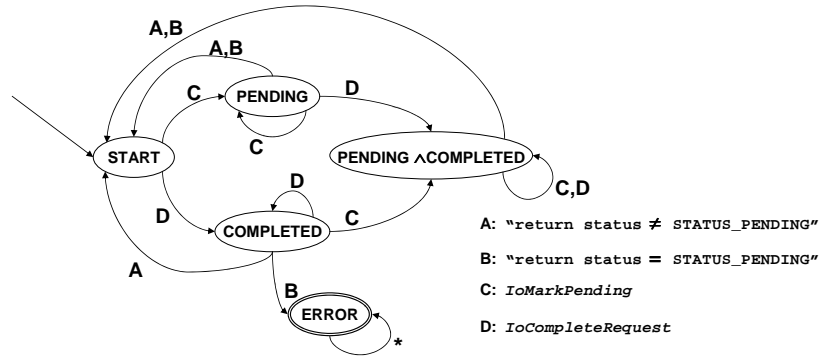 A,B
A,B
C
PENDING
D
C
START
PENDING ∧COMPLETED
C,D
D
D
C
COMPLETED
A
B
ERROR
*
A: "return status ≠ STATUS_PENDING"
B: "return status = STATUS_PENDING"
C: IoMarkPending
D: IoCompleteRequest